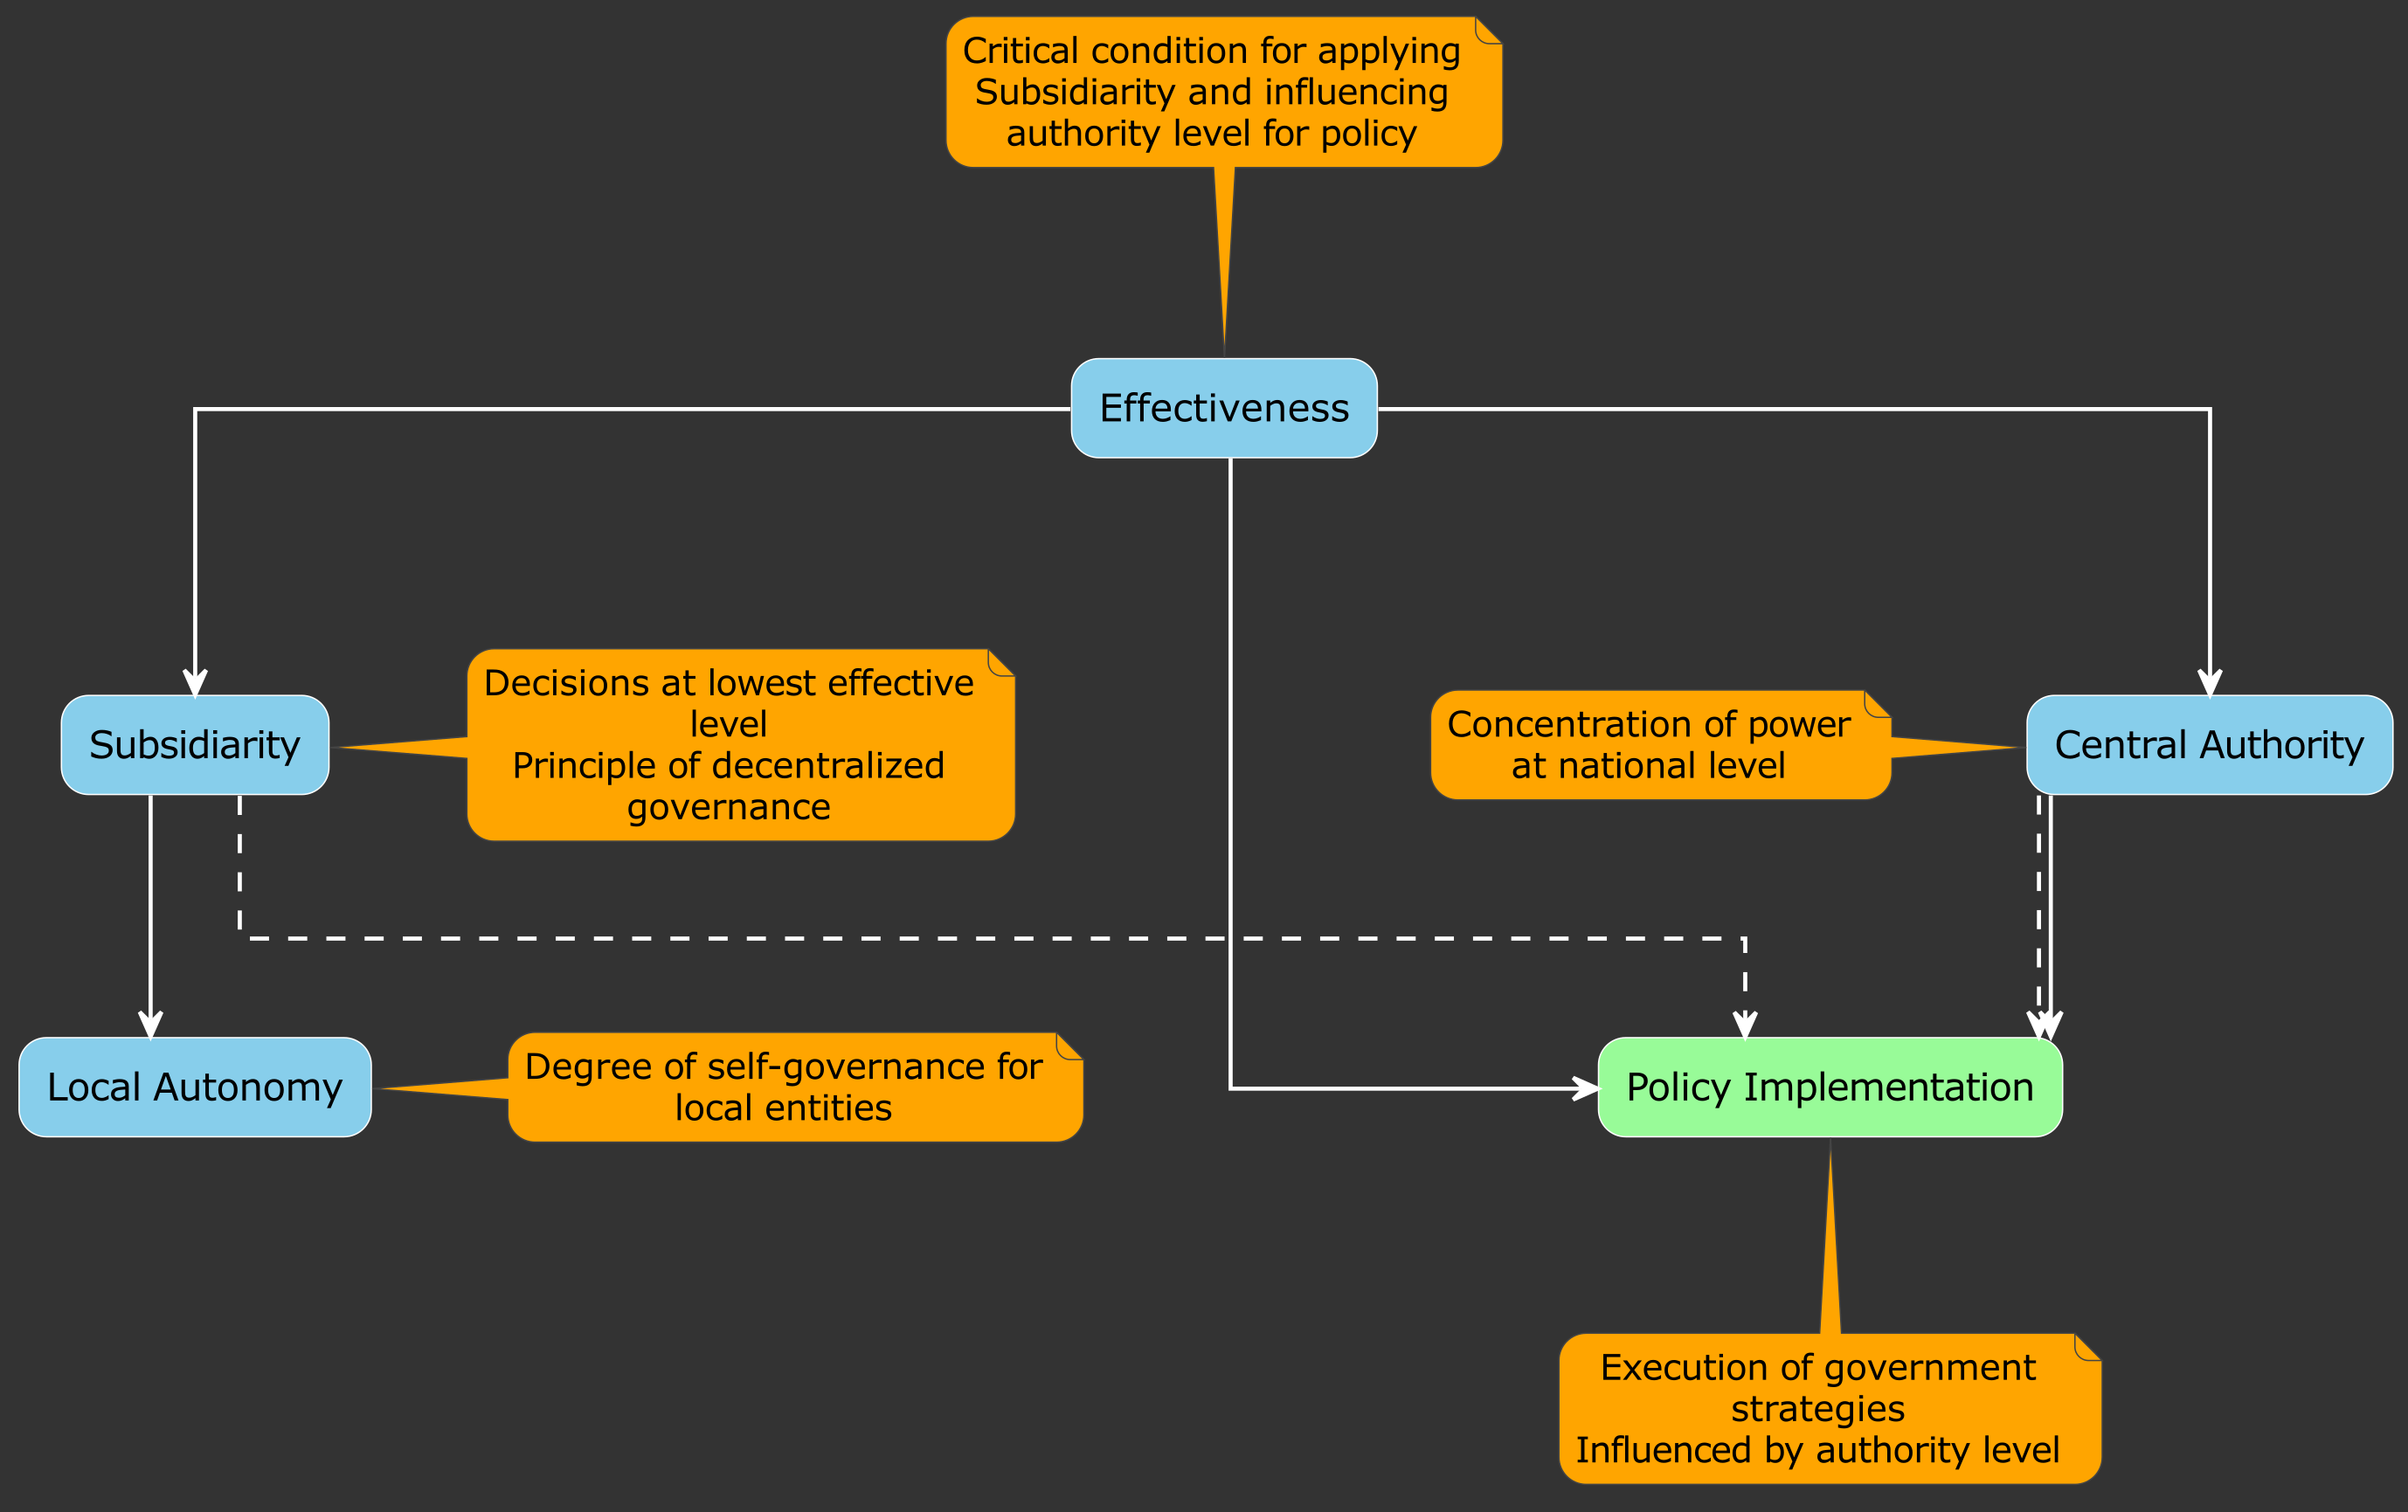 Critical condition for applying
Subsidiarity and influencing
authority level for policy
Effectiveness
Subsidiarity
Decisions at lowest effective
level
Principle of decentralized
governance
Concentration of power
at national level
Central Authority
Local Autonomy
Degree of self-governance for
local entities
Policy Implementation
Execution of government
strategies
Influenced by authority level